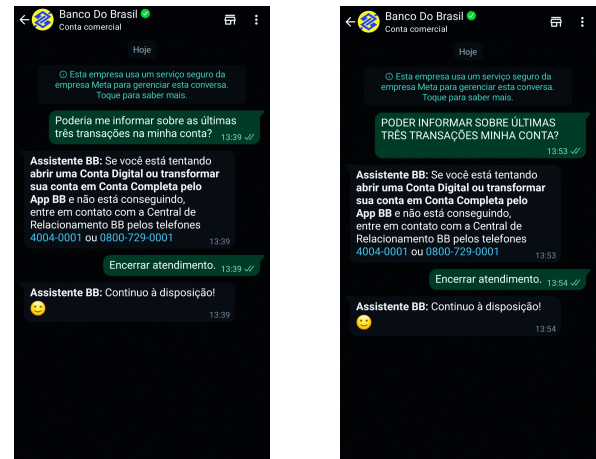 Banco Do Brasil
Conta comercial
Hoje
Esta empresa usa um serviço seguro da
empresa Meta para gerenciar esta conversa.
Toque para saber mais.
Poderia me informar sobre as últimas
três transações na minha conta? 13:39
Assistente BB: Se você está tentando
abrir uma Conta Digital ou transformar
sua conta em Conta Completa pelo
App BB e não está conseguindo,
entre em contato com a Central de
Relacionamento BB pelos telefones
4004-0001 ou 0800-729-0001 13:39
Encerrar atendimento. 13:39
Assistente BB: Continuo à disposição!
13:39
Banco Do Brasil
Conta comercial
Hoje
Esta empresa usa um serviço seguro da
empresa Meta para gerenciar esta conversa.
Toque para saber mais.
PODER INFORMAR SOBRE ÚLTIMAS
TRÊS TRANSAÇÕES MINHA CONTA?
13:53
Assistente BB: Se você está tentando
abrir uma Conta Digital ou transformar
sua conta em Conta Completa pelo
App BB e não está conseguindo,
entre em contato com a Central de
Relacionamento BB pelos telefones
4004-0001 ou 0800-729-0001 13:53
Encerrar atendimento. 13:54
Assistente BB: Continuo à disposição!
13:54